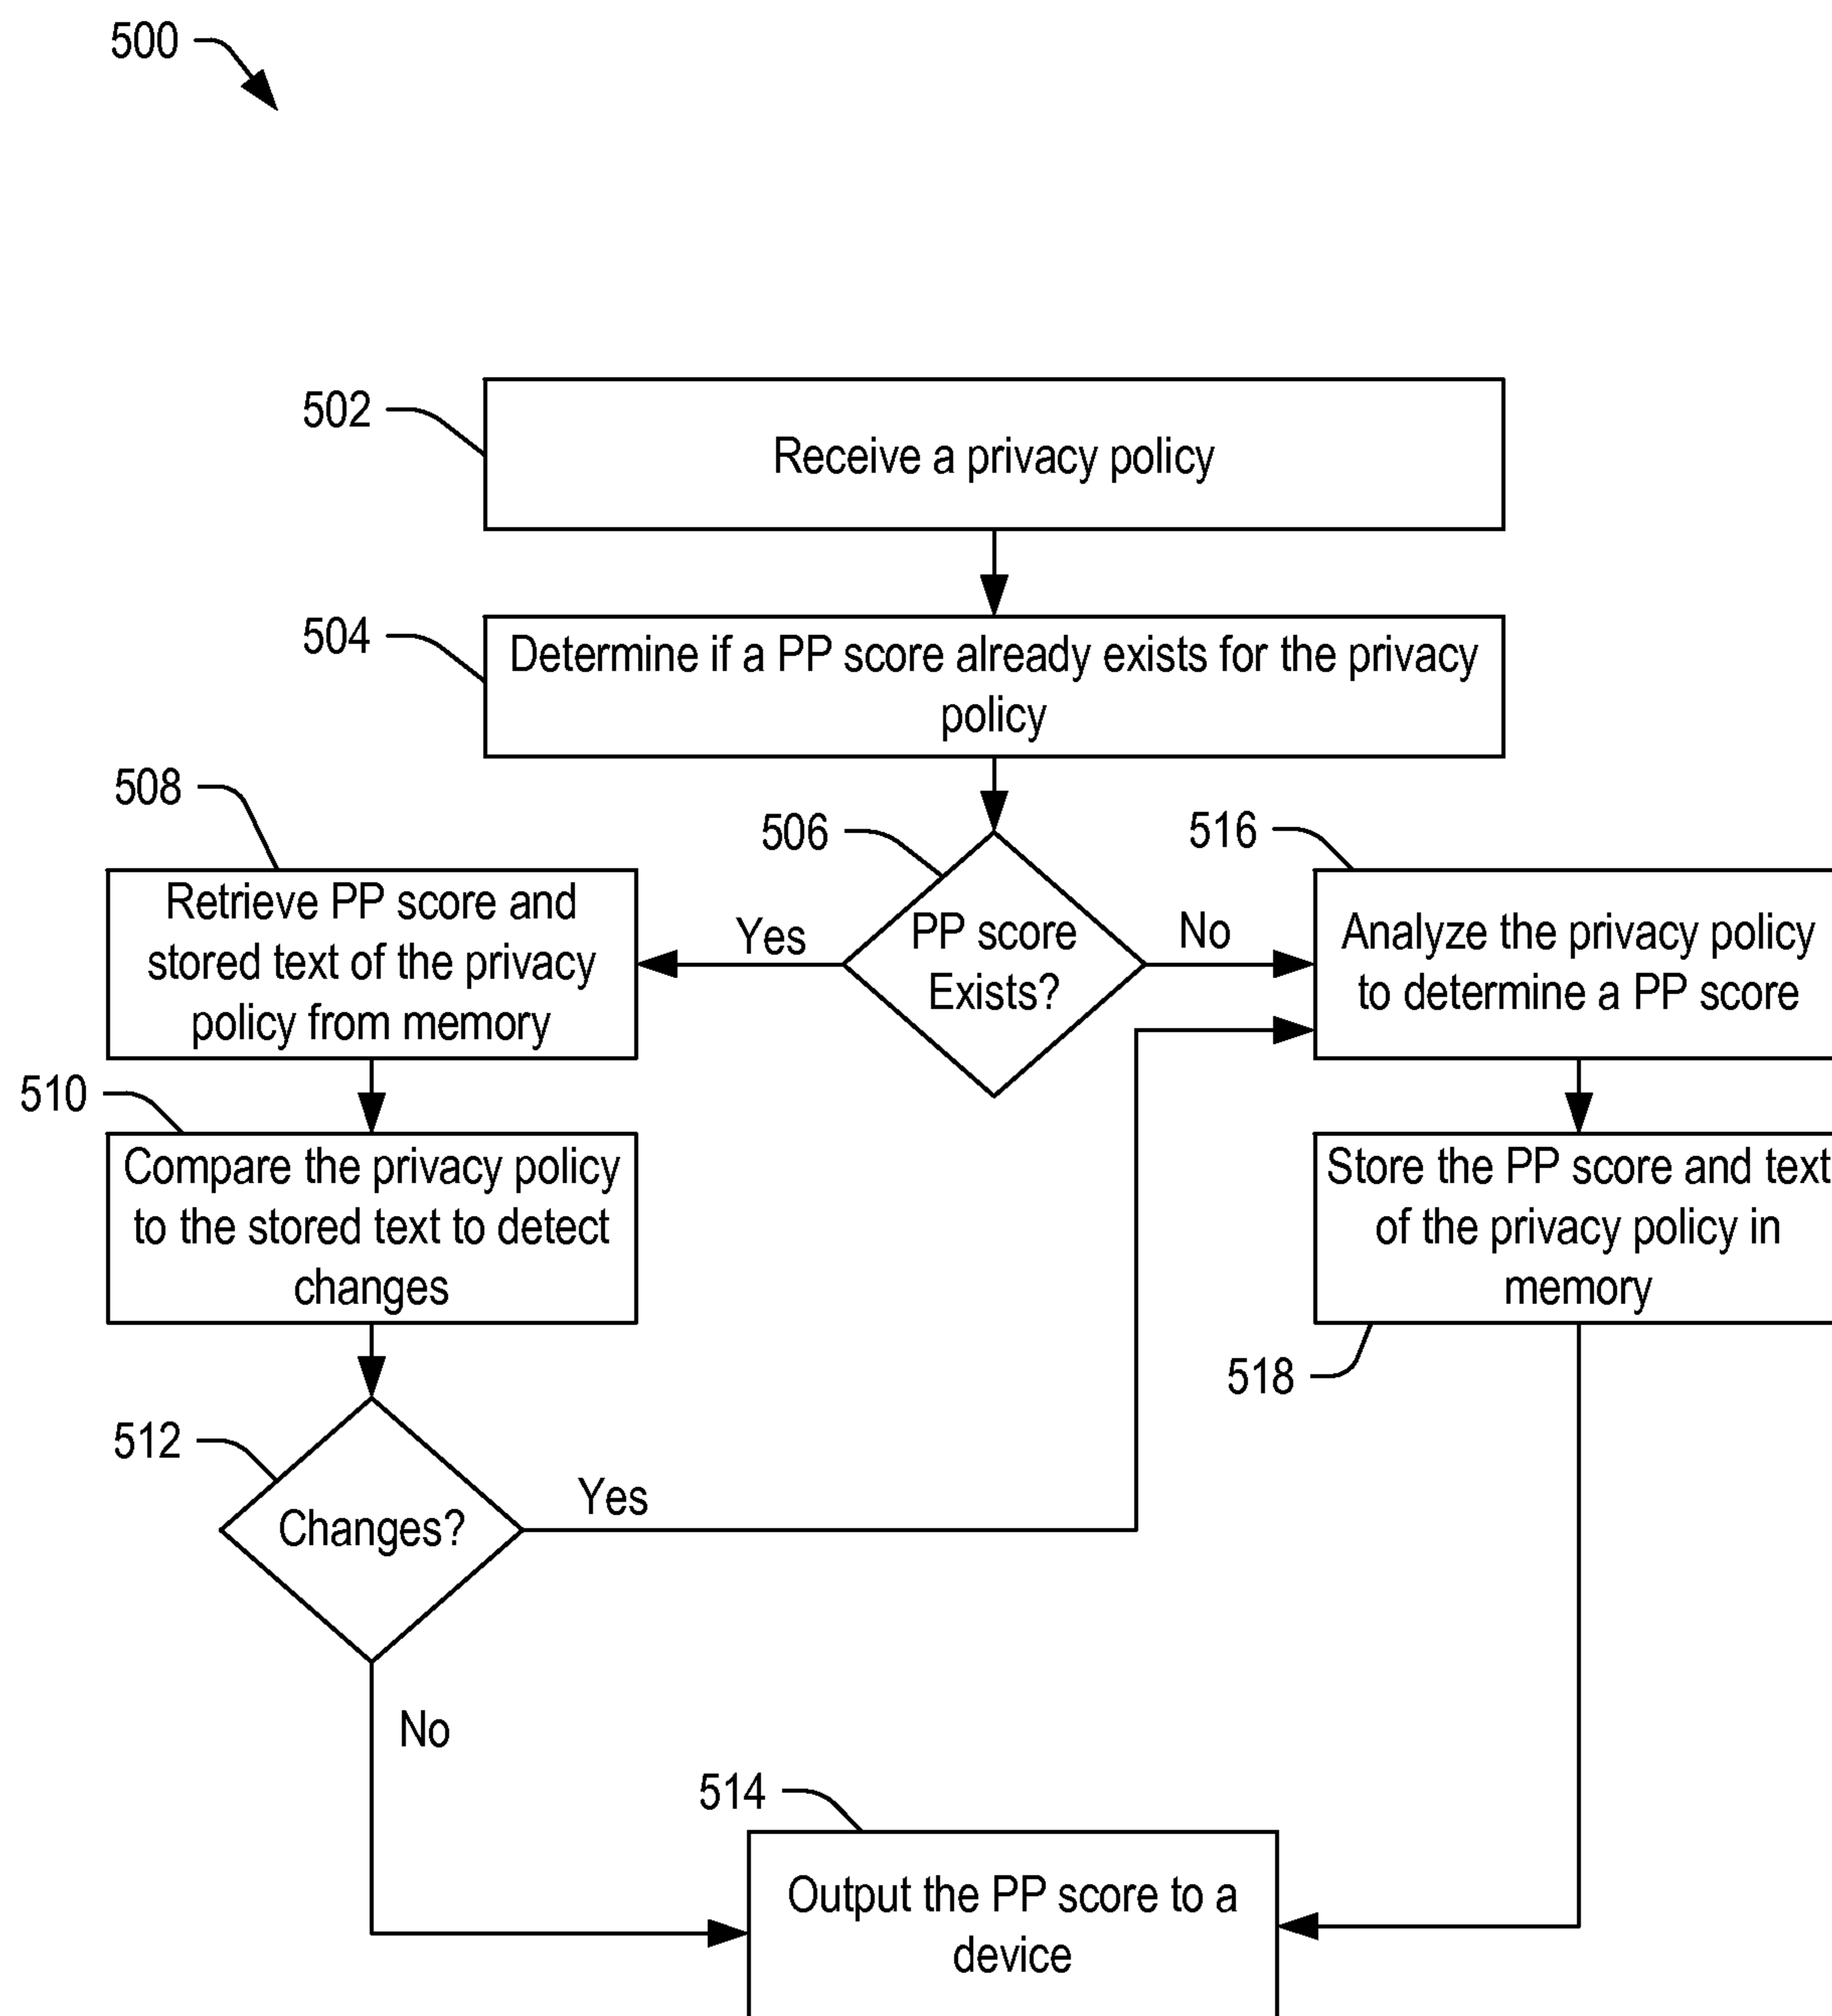 500
502
Receive a privacy policy
504
Determine if a PP score already exists for the privacy
policy
508
Retrieve PP score and
stored text of the privacy
policy from memory
506
PP score
Exists?
Yes
No
516
Analyze the privacy policy
to determine a PP score
510
Compare the privacy policy
to the stored text to detect
changes
Store the PP score and text
of the privacy policy in
memory
518
512
Changes?
Yes
No
514
Output the PP score to a
device